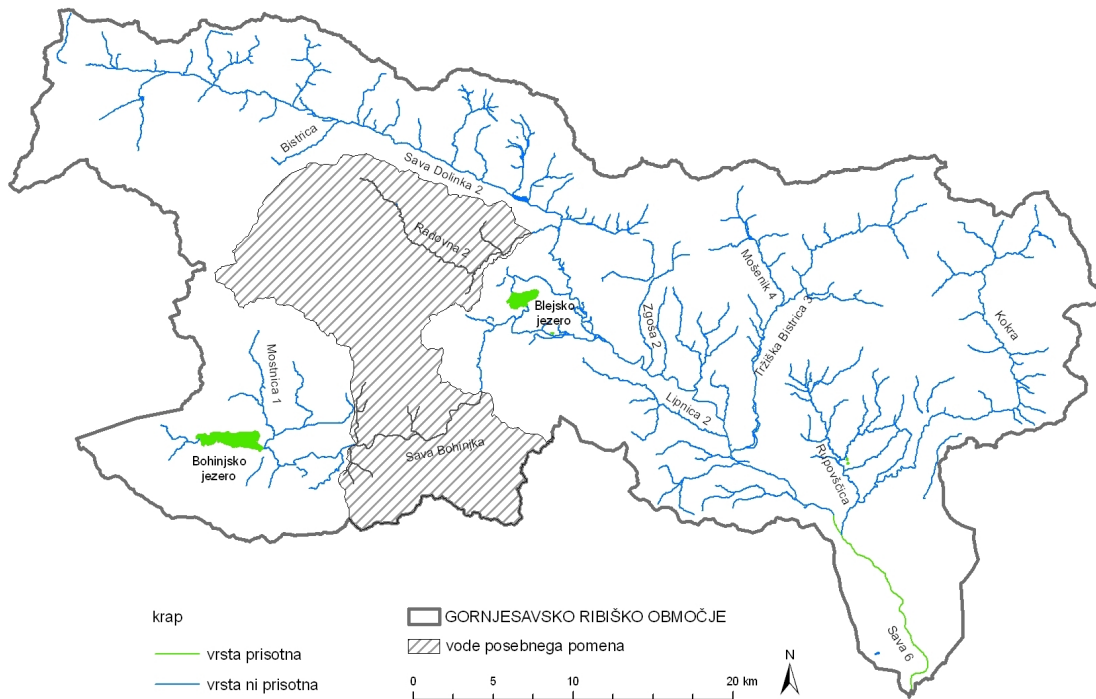 Bistrica
Sava Dolinka 2
Radovna 2
Blejsko
jezero
Mošenik 4
Zgoša 2
Tržiška Bistrica 3
Kokra
Mostnica 1
Lipnica 2
Bohinjsko
jezero
Sava Bohinjka
Rupovščica
Sava 6
krap
vrsta prisotna
vrsta ni prisotna
GORNJESAVSKO RIBIŠKO OBMOČJE
vode posebnega pomena
0 5 10 20 km
N